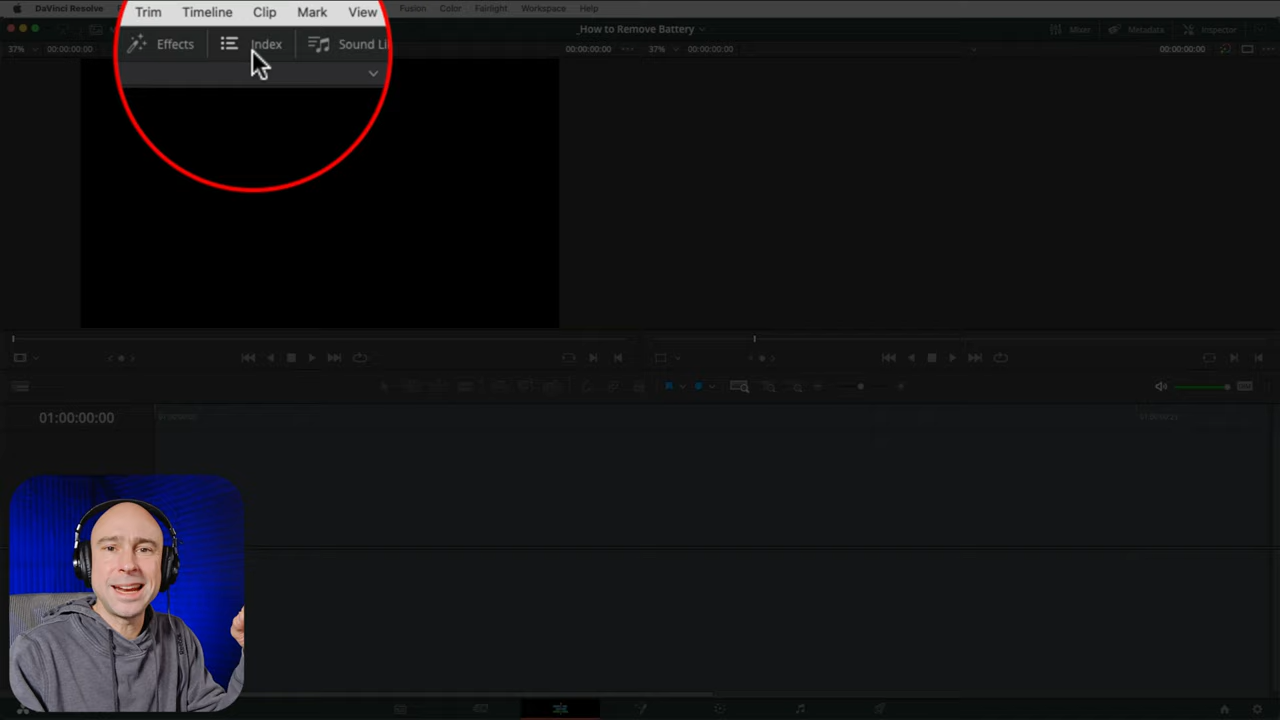 DaVinci Resolve Trim Timeline Clip Mark View Fusion Color Fairlight Workspace Help
Effects Index Sound Li _How to Remove Battery Mixer Metadata Inspector
37% 00:00:00:00 00:00:00:00 37% 00:00:00:00 00:00:00:00
01:00:00:00